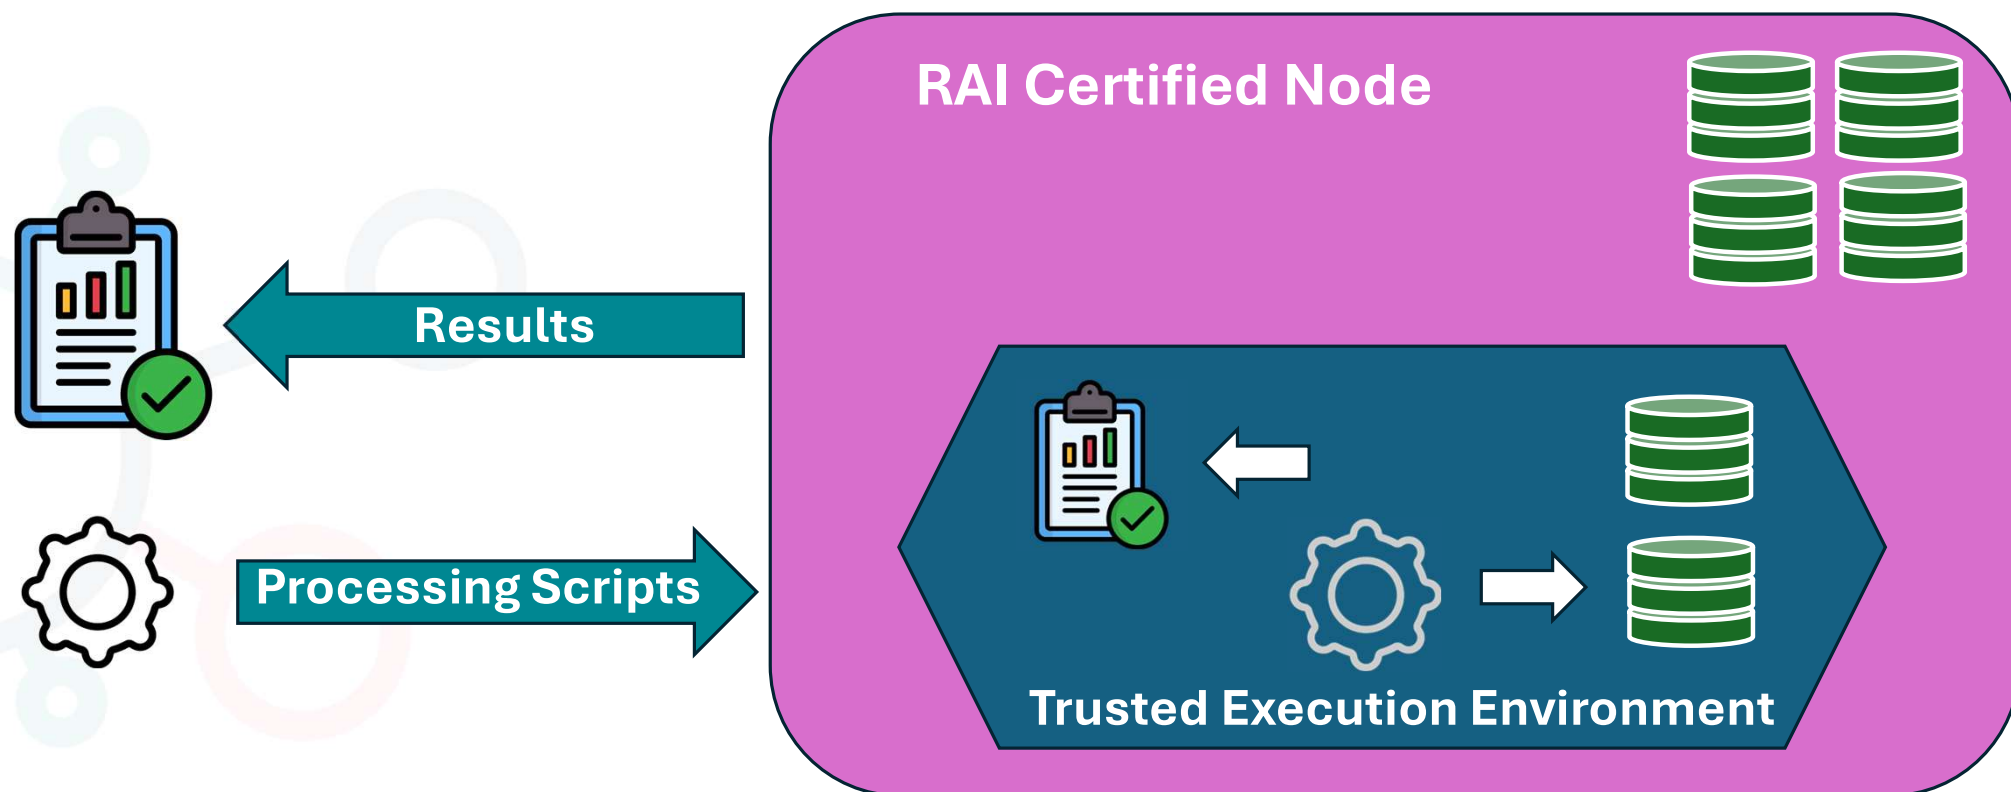 RAI Certified Node
Results
Processing Scripts
Trusted Execution Environment